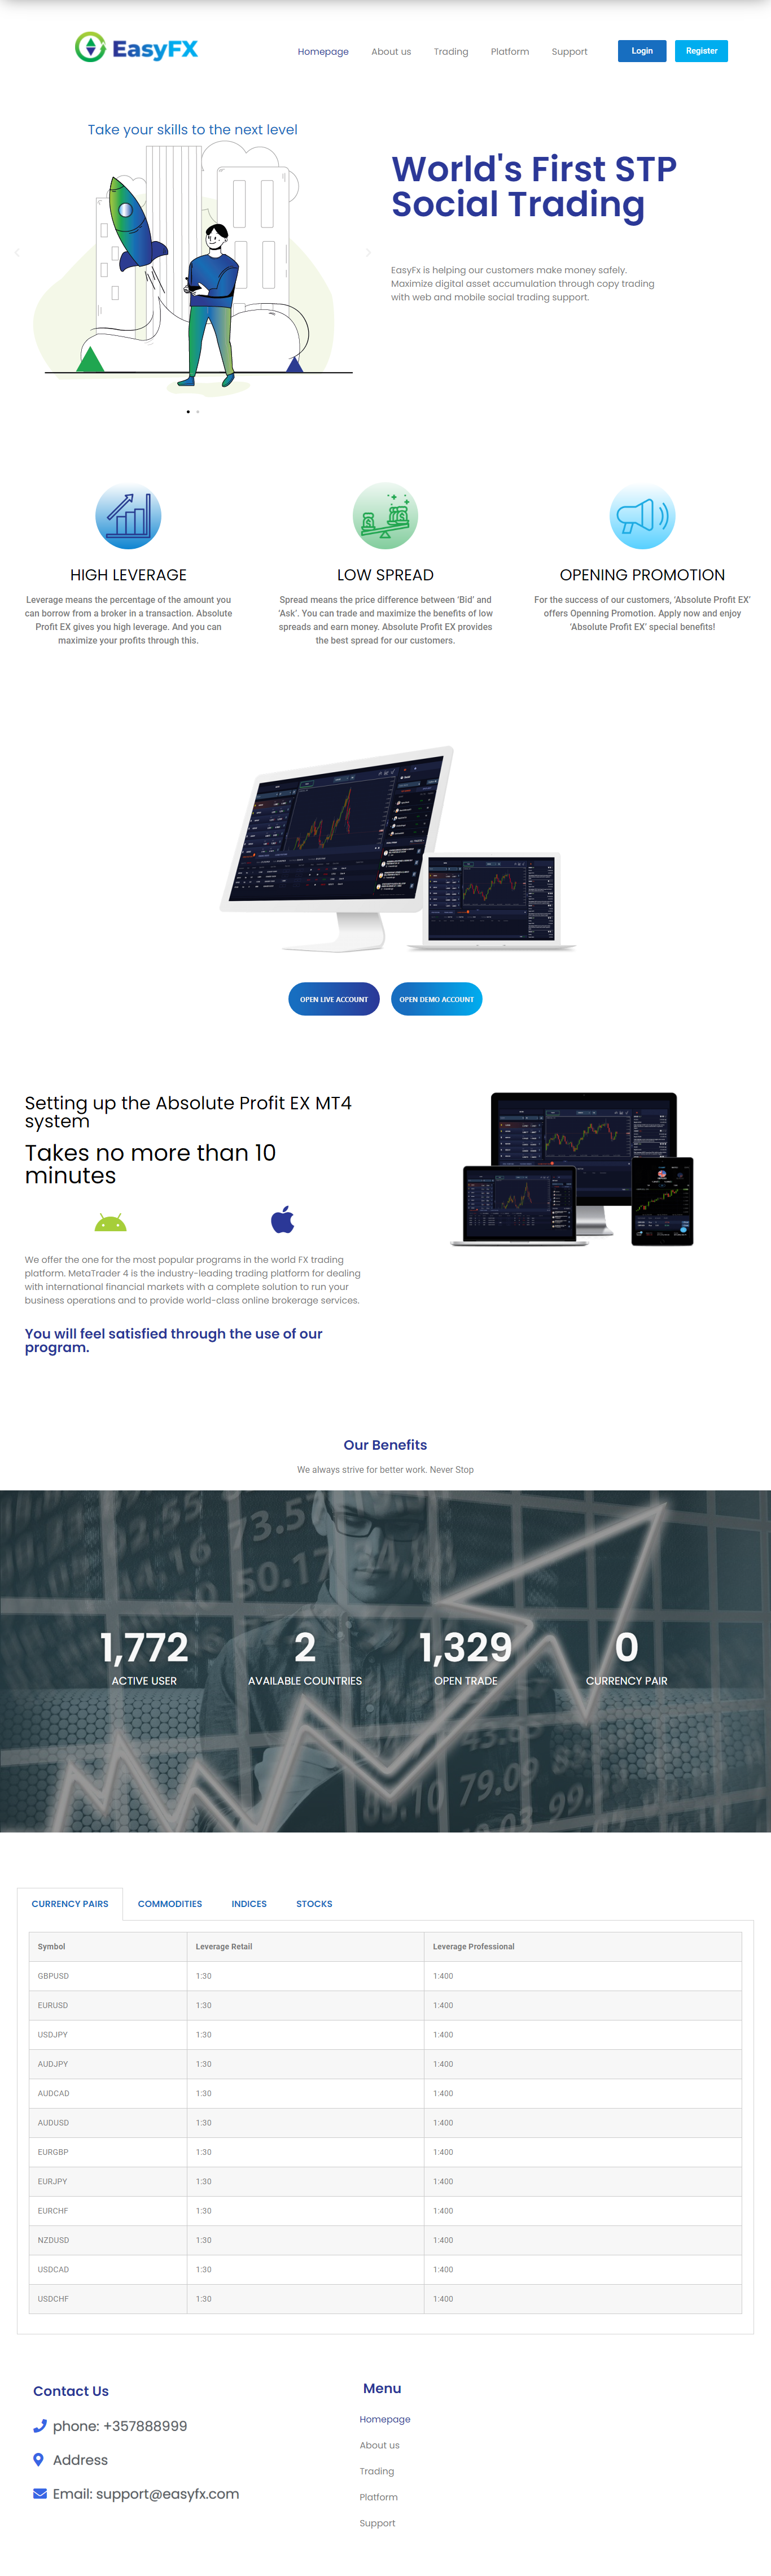 EasyFX
Homepage
About us
Trading
Platform
Support
Login
Register
Take your skills to the next level
World's First STP
Social Trading
EasyFx is helping our customers make money safely.
Maximize digital asset accumulation through copy trading
with web and mobile social trading support.
HIGH LEVERAGE
Leverage means the percentage of the amount you
can borrow from a broker in a transaction. Absolute
Profit EX gives you high leverage. And you can
maximize your profits through this.
LOW SPREAD
Spread means the price difference between 'Bid' and
'Ask'. You can trade and maximize the benefits of low
spreads and earn money. Absolute Profit EX provides
the best spread for our customers.
OPENING PROMOTION
For the success of our customers, 'Absolute Profit EX'
offers Openning Promotion. Apply now and enjoy
'Absolute Profit EX' special benefits!
OPEN LIVE ACCOUNT
OPEN DEMO ACCOUNT
Setting up the Absolute Profit EX MT4
system
Takes no more than 10
minutes
We offer the one for the most popular programs in the world FX trading
platform. MetaTrader 4 is the industry-leading trading platform for dealing
with international financial markets with a complete solution to run your
business operations and to provide world-class online brokerage services.
You will feel satisfied through the use of our
program.
Our Benefits
We always strive for better work. Never Stop
1,772
ACTIVE USER
2
AVAILABLE COUNTRIES
1,329
OPEN TRADE
0
CURRENCY PAIR
CURRENCY PAIRS
COMMODITIES
INDICES
STOCKS
Symbol Leverage Retail Leverage Professional
GBPUSD 1:30 1:400
EURUSD 1:30 1:400
USDJPY 1:30 1:400
AUDJPY 1:30 1:400
AUDCAD 1:30 1:400
AUDUSD 1:30 1:400
EURGBP 1:30 1:400
EURJPY 1:30 1:400
EURCHF 1:30 1:400
NZDUSD 1:30 1:400
USDCAD 1:30 1:400
USDCHF 1:30 1:400
Contact Us
phone: +357888999
Address
Email: support@easyfx.com
Menu
Homepage
About us
Trading
Platform
Support